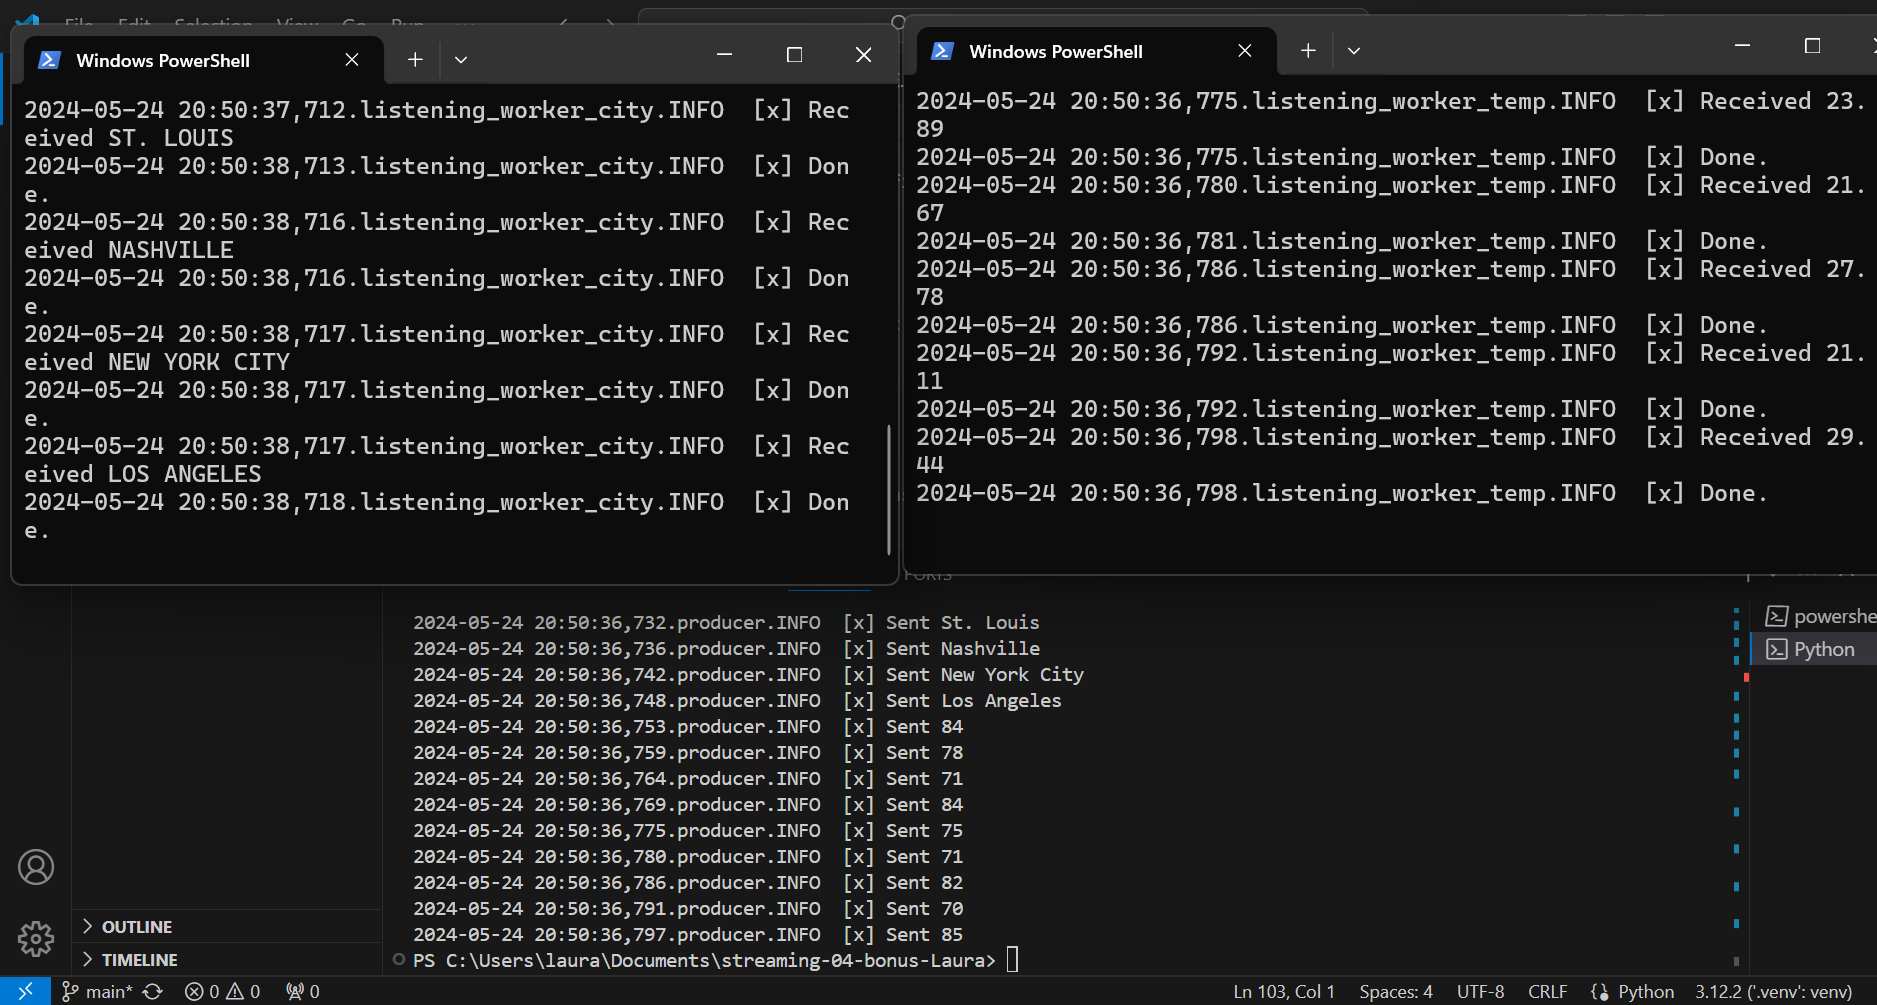 File Edit Selection View Go Run
Windows PowerShell
2024-05-24 20:50:37,712.listening_worker_city.INFO  [x] Rec
eived ST. LOUIS
2024-05-24 20:50:38,713.listening_worker_city.INFO  [x] Don
e.
2024-05-24 20:50:38,716.listening_worker_city.INFO  [x] Rec
eived NASHVILLE
2024-05-24 20:50:38,716.listening_worker_city.INFO  [x] Don
e.
2024-05-24 20:50:38,717.listening_worker_city.INFO  [x] Rec
eived NEW YORK CITY
2024-05-24 20:50:38,717.listening_worker_city.INFO  [x] Don
e.
2024-05-24 20:50:38,717.listening_worker_city.INFO  [x] Rec
eived LOS ANGELES
2024-05-24 20:50:38,718.listening_worker_city.INFO  [x] Don
e.
Windows PowerShell
2024-05-24 20:50:36,775.listening_worker_temp.INFO  [x] Received 23.
89
2024-05-24 20:50:36,775.listening_worker_temp.INFO  [x] Done.
2024-05-24 20:50:36,780.listening_worker_temp.INFO  [x] Received 21.
67
2024-05-24 20:50:36,781.listening_worker_temp.INFO  [x] Done.
2024-05-24 20:50:36,786.listening_worker_temp.INFO  [x] Received 27.
78
2024-05-24 20:50:36,786.listening_worker_temp.INFO  [x] Done.
2024-05-24 20:50:36,792.listening_worker_temp.INFO  [x] Received 21.
11
2024-05-24 20:50:36,792.listening_worker_temp.INFO  [x] Done.
2024-05-24 20:50:36,798.listening_worker_temp.INFO  [x] Received 29.
44
2024-05-24 20:50:36,798.listening_worker_temp.INFO  [x] Done.
PORTS
2024-05-24 20:50:36,732.producer.INFO  [x] Sent St. Louis
2024-05-24 20:50:36,736.producer.INFO  [x] Sent Nashville
2024-05-24 20:50:36,742.producer.INFO  [x] Sent New York City
2024-05-24 20:50:36,748.producer.INFO  [x] Sent Los Angeles
2024-05-24 20:50:36,753.producer.INFO  [x] Sent 84
2024-05-24 20:50:36,759.producer.INFO  [x] Sent 78
2024-05-24 20:50:36,764.producer.INFO  [x] Sent 71
2024-05-24 20:50:36,769.producer.INFO  [x] Sent 84
2024-05-24 20:50:36,775.producer.INFO  [x] Sent 75
2024-05-24 20:50:36,780.producer.INFO  [x] Sent 71
2024-05-24 20:50:36,786.producer.INFO  [x] Sent 82
2024-05-24 20:50:36,791.producer.INFO  [x] Sent 70
2024-05-24 20:50:36,797.producer.INFO  [x] Sent 85
PS C:\Users\laura\Documents\streaming-04-bonus-Laura>
powershe
Python
OUTLINE
TIMELINE
main* 0 0 0 Ln 103, Col 1 Spaces: 4 UTF-8 CRLF Python 3.12.2 ('.venv': venv)